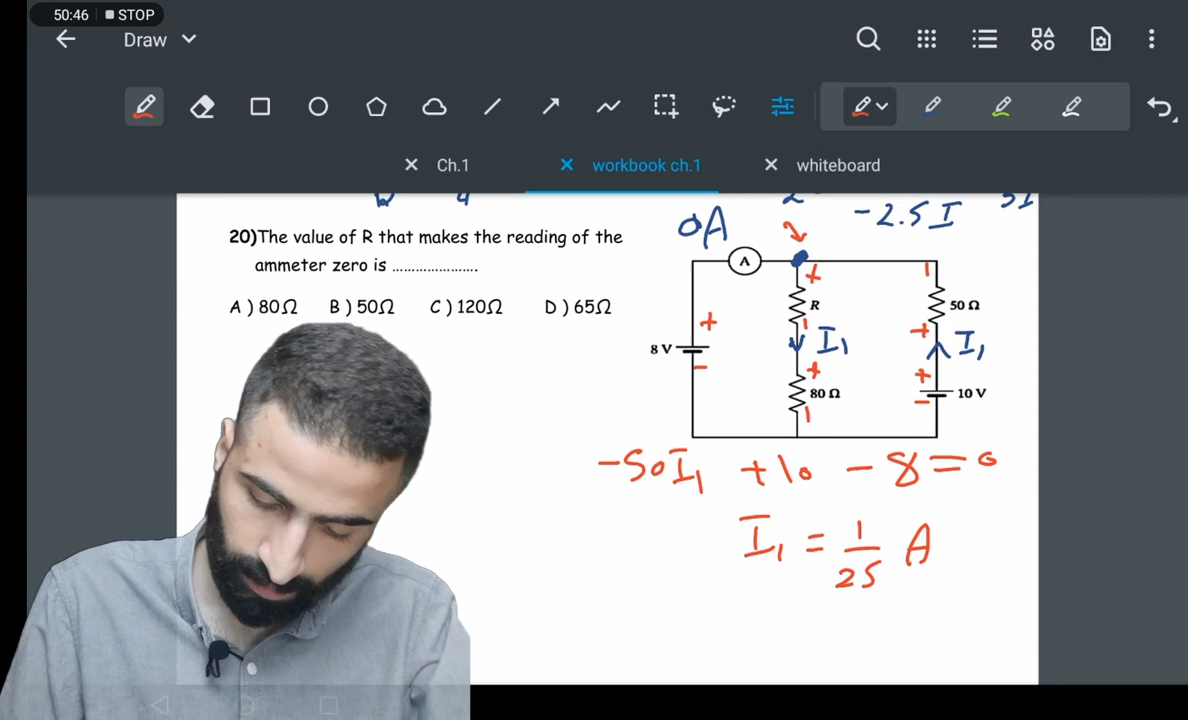 50:46 STOP
Draw
Ch.1
workbook ch.1
whiteboard
-2.5 I
20)The value of R that makes the reading of the
ammeter zero is .....................
A ) 80Ω B ) 50Ω C ) 120Ω D ) 65Ω
0A
A
+
R
I₁
+
80 Ω
8 V
+
-
50 Ω
+
I₁
+
-
10 V
-50I₁ +10 - 8 = 0
I₁ = 1/25 A